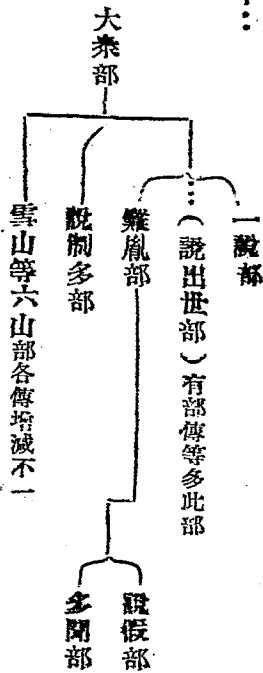 大衆部
一說部
（說出世部）有部傳等多此部
雞胤部
說制多部
雲山等六山部各傳增減不一
說假部
多聞部